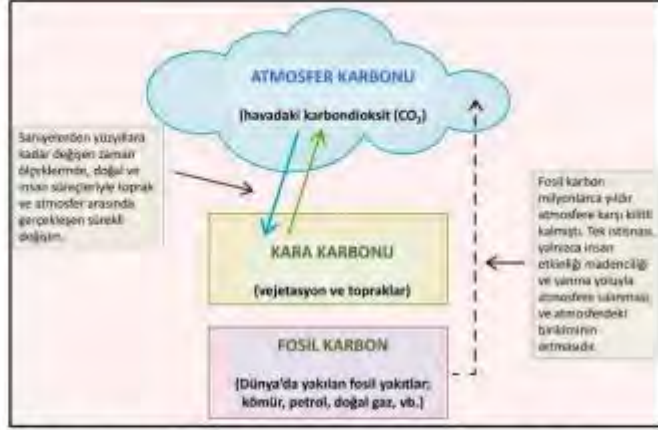 ATMOSFER KARBONU
(havadaki karbondioksit (CO₂)
Saniyelerden yüzyıllara
kadar değişen zaman
ölçeklerinde, doğal ve
insan süreçleriyle toprak
ve atmosfer arasında
gerçekleşen sürekli
değişim.
KARA KARBONU
(vejetasyon ve topraklar)
Fosil karbon
milyonlarca yıldır
atmosfere karşı kilitli
kalmıştı. Tek istisnası,
yalnızca insan
etkinliği madenciliği
ve yanma yoluyla
atmosfere salanması
ve atmosferdeki
birikiminin
artmasıdır.
FOSİL KARBON
(Dünya'da yakılan fosil yakıtlar;
kömür, petrol, doğal gaz, vb.)